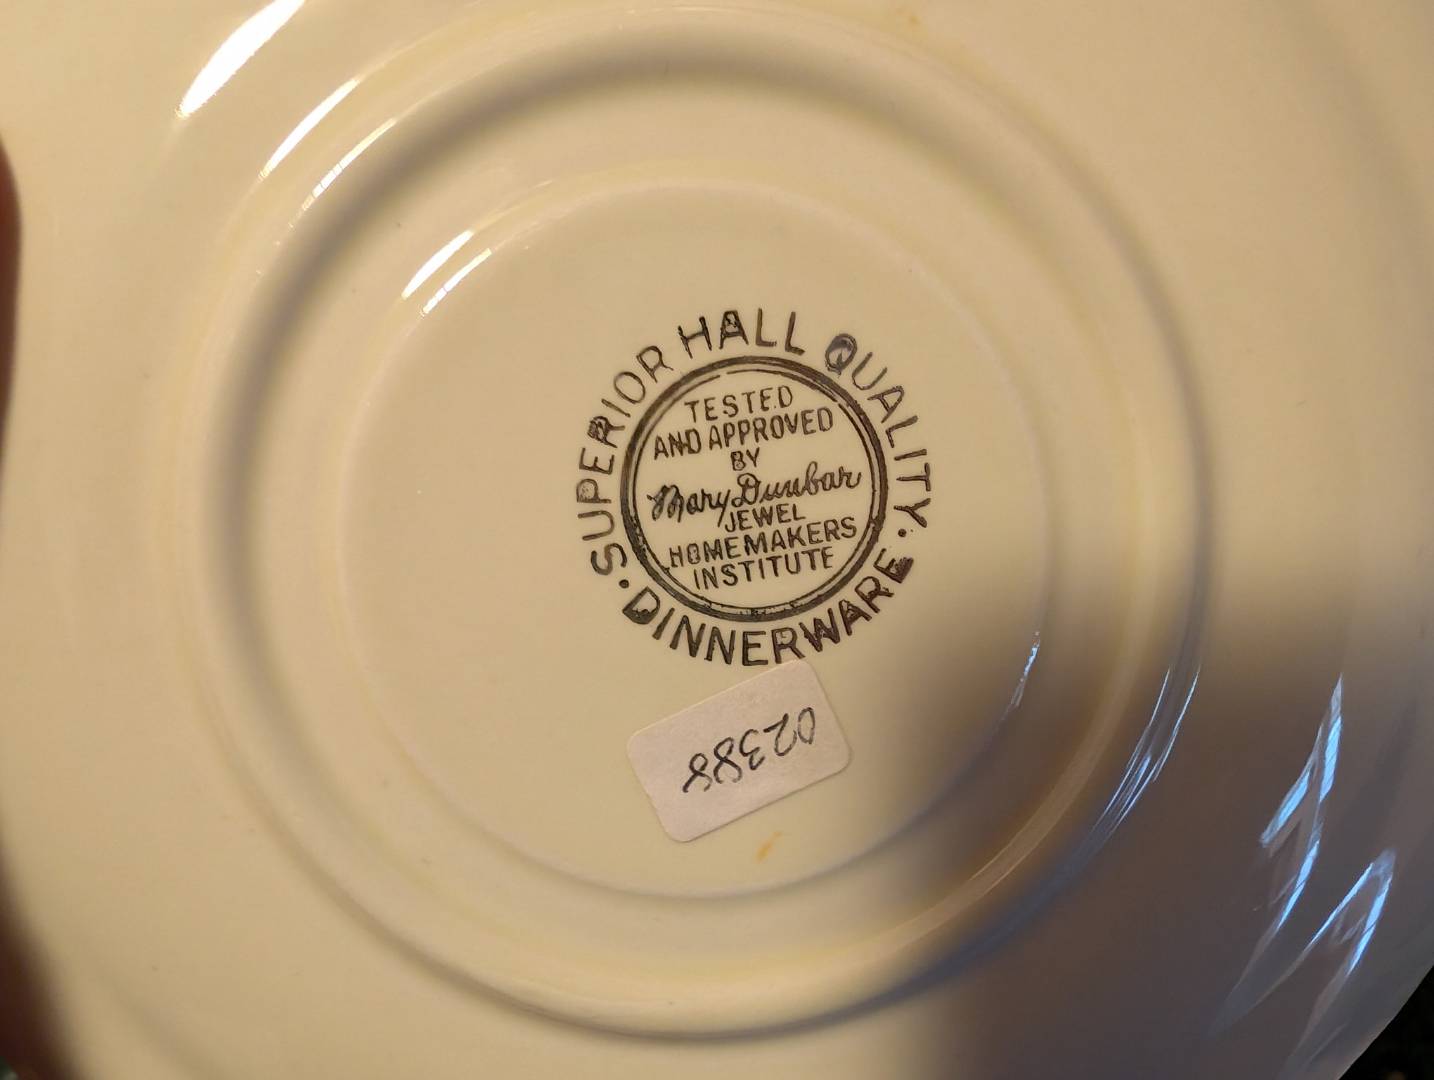 SUPERIOR HALL QUALITY
TESTED
AND APPROVED
BY
Mary Dunbar
JEWEL
HOMEMAKERS
INSTITUTE
· DINNERWARE ·
02388